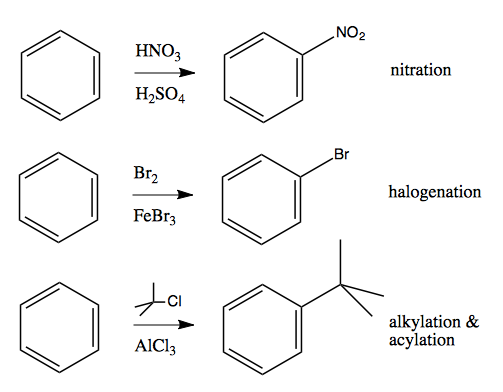 HNO3
NO2
nitration
H2SO4
Br2
Br
halogenation
FeBr3
Cl
alkylation &
acylation
AlCl3